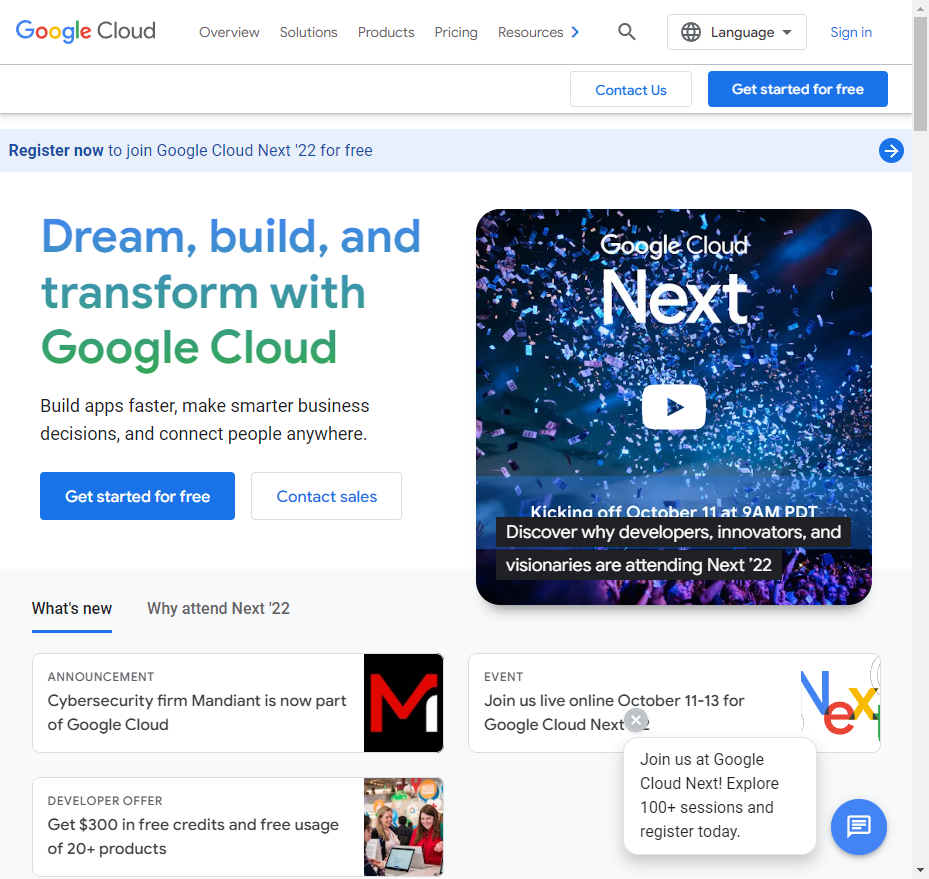 Google Cloud
Overview
Solutions
Products
Pricing
Resources
Language
Sign in
Contact Us
Get started for free
Register now to join Google Cloud Next '22 for free
Dream, build, and
transform with
Google Cloud
Build apps faster, make smarter business
decisions, and connect people anywhere.
Get started for free
Contact sales
Google Cloud
Next
Kicking off October 11 at 9AM PDT
Discover why developers, innovators, and
visionaries are attending Next ’22
What's new
Why attend Next '22
ANNOUNCEMENT
Cybersecurity firm Mandiant is now part
of Google Cloud
M
EVENT
Join us live online October 11-13 for
Google Cloud Next
Next
DEVELOPER OFFER
Get $300 in free credits and free usage
of 20+ products
Join us at Google
Cloud Next! Explore
100+ sessions and
register today.